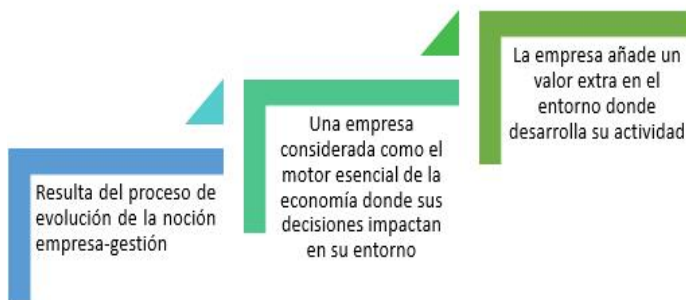 Resulta del proceso de
evolución de la noción
empresa-gestión
Una empresa
considerada como el
motor esencial de la
economía donde sus
decisiones impactan
en su entorno
La empresa añade un
valor extra en el
entorno donde
desarrolla su actividad